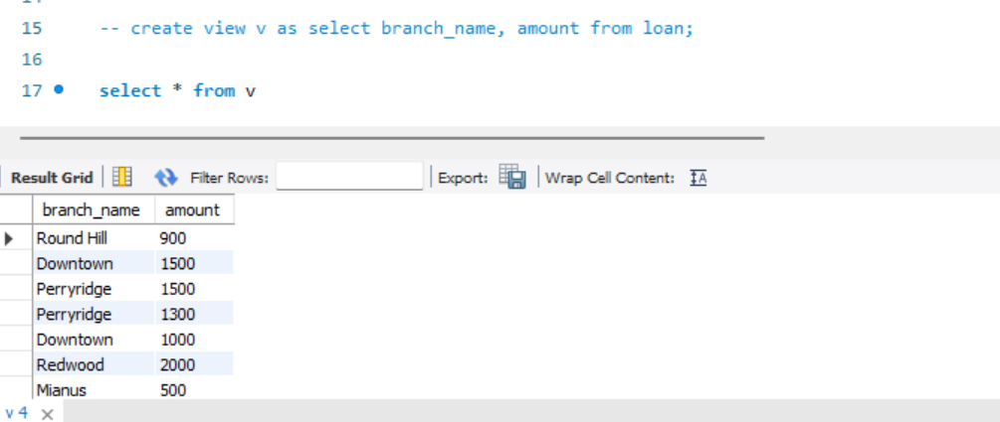 15 -- create view v as select branch_name, amount from loan;
16
17 select * from v
Result Grid Filter Rows: Export: Wrap Cell Content: IA
branch_name amount
Round Hill 900
Downtown 1500
Perryridge 1500
Perryridge 1300
Downtown 1000
Redwood 2000
Mianus 500
v 4 ×